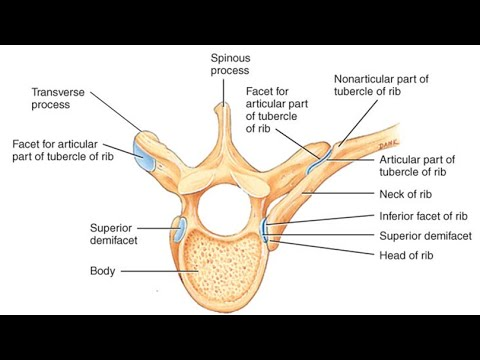 Spinous
process
Transverse
process
Facet for
articular part
of tubercle
of rib
Nonarticular part of
tubercle of rib
Facet for articular
part of tubercle of rib
Articular part of
tubercle of rib
Neck of rib
Inferior facet of rib
Superior
demifacet
Superior demifacet
Head of rib
Body